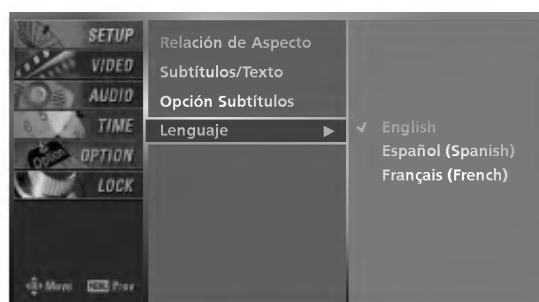 SETUP
VIDEO
AUDIO
TIME
OPTION
LOCK
Move MENU Prev
Relación de Aspecto
Subtítulos/Texto
Opción Subtítulos
Lenguaje
English
Español (Spanish)
Français (French)